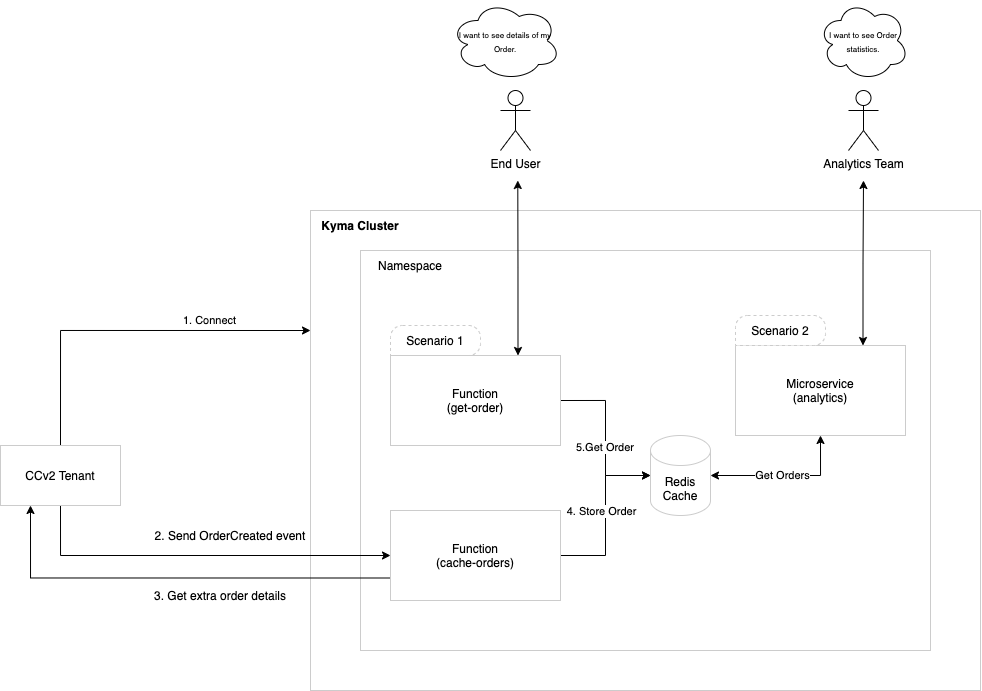 I want to see details of my
Order.
I want to see Order
statistics.
End User
Analytics Team
Kyma Cluster
Namespace
1. Connect
Scenario 1
Scenario 2
Function
(get-order)
Microservice
(analytics)
5.Get Order
CCv2 Tenant
Redis
Cache
Get Orders
4. Store Order
2. Send OrderCreated event
Function
(cache-orders)
3. Get extra order details